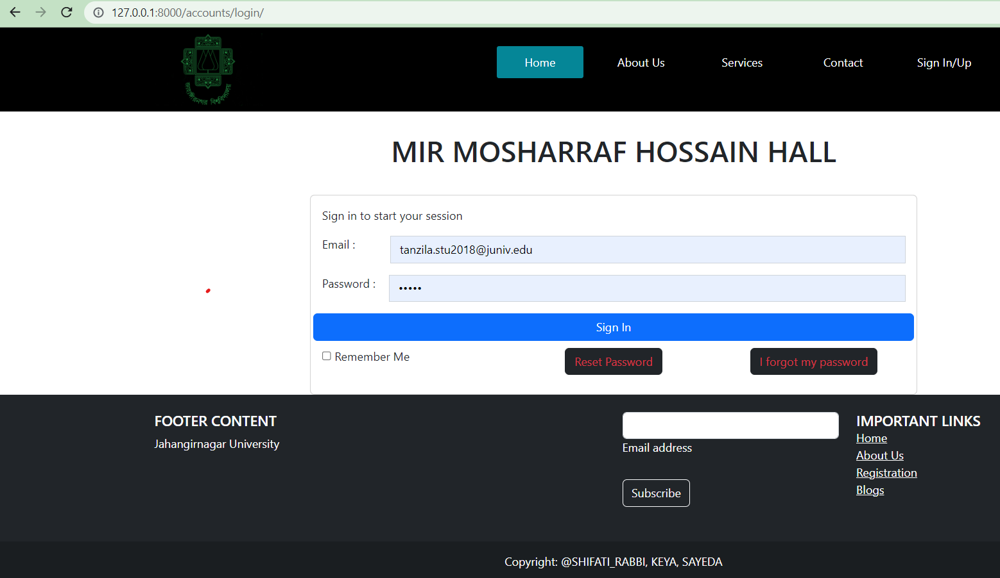 127.0.0.1:8000/accounts/login/
জাহাঙ্গীরনগর বিশ্ববিদ্যালয়
Home About Us Services Contact Sign In/Up
MIR MOSHARRAF HOSSAIN HALL
Sign in to start your session
Email : tanzila.stu2018@juniv.edu
Password : •••••
Sign In
Remember Me Reset Password I forgot my password
FOOTER CONTENT
Jahangirnagar University
Email address
Subscribe
IMPORTANT LINKS
Home
About Us
Registration
Blogs
Copyright: @SHIFATI_RABBI, KEYA, SAYEDA